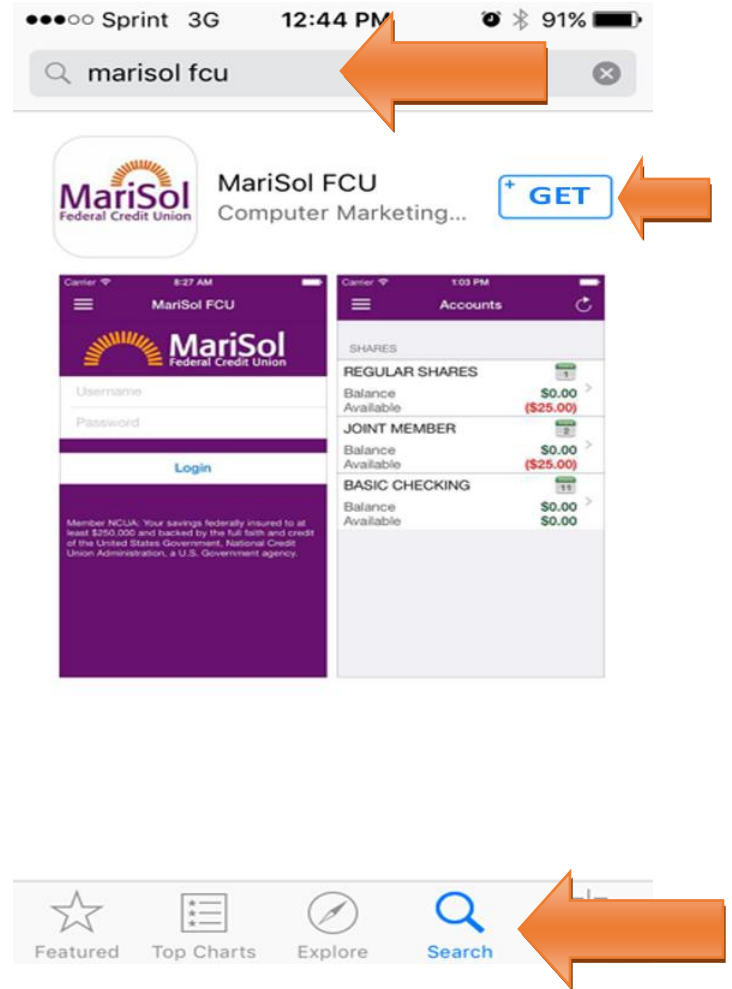 Sprint 3G 12:44 PM 91%
marisol fcu
MariSol
Federal Credit Union
MariSol FCU
Computer Marketing...
+ GET
Carrier 8:27 AM
MariSol FCU
MariSol
Federal Credit Union
Username
Password
Login
Member NCUA: Your savings federally insured to at
least $250,000 and backed by the full faith and credit
of the United States Government, National Credit
Union Administration, a U.S. Government agency.
Carrier 1:03 PM
Accounts
SHARES
REGULAR SHARES 1
Balance $0.00
Available ($25.00)
JOINT MEMBER 2
Balance $0.00
Available ($25.00)
BASIC CHECKING 11
Balance $0.00
Available $0.00
Featured Top Charts Explore Search